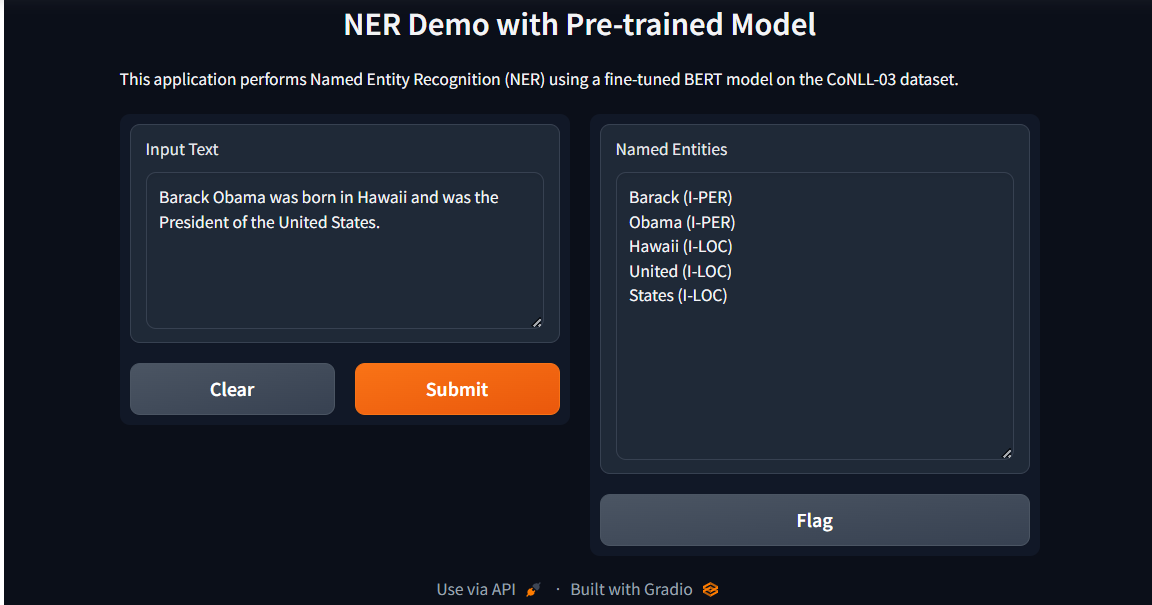 NER Demo with Pre-trained Model
This application performs Named Entity Recognition (NER) using a fine-tuned BERT model on the CoNLL-03 dataset.
Input Text
Barack Obama was born in Hawaii and was the
President of the United States.
Clear
Submit
Named Entities
Barack (I-PER)
Obama (I-PER)
Hawaii (I-LOC)
United (I-LOC)
States (I-LOC)
Flag
Use via API · Built with Gradio